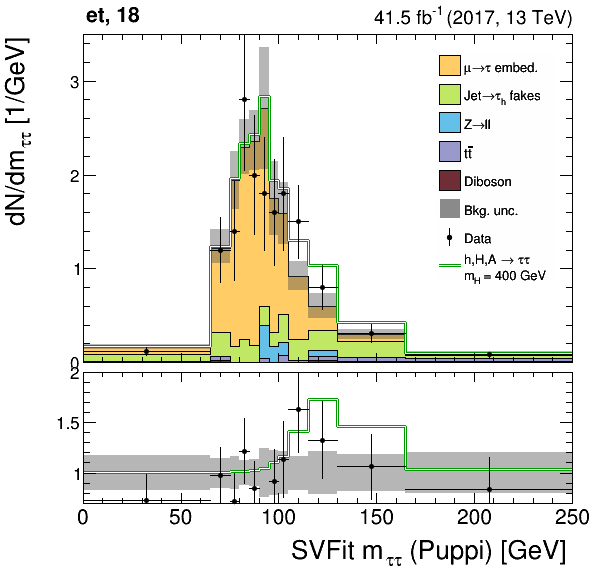 et, 18
41.5 fb⁻¹ (2017, 13 TeV)
dN/dm_ττ [1/GeV]
3
2
1
0
μ→τ embed.
Jet→τ_h fakes
Z→ll
tt̄
Diboson
Bkg. unc.
Data
h,H,A → ττ
m_H = 400 GeV
2
1.5
1
0
50
100
150
200
250
SVFit m_ττ (Puppi) [GeV]